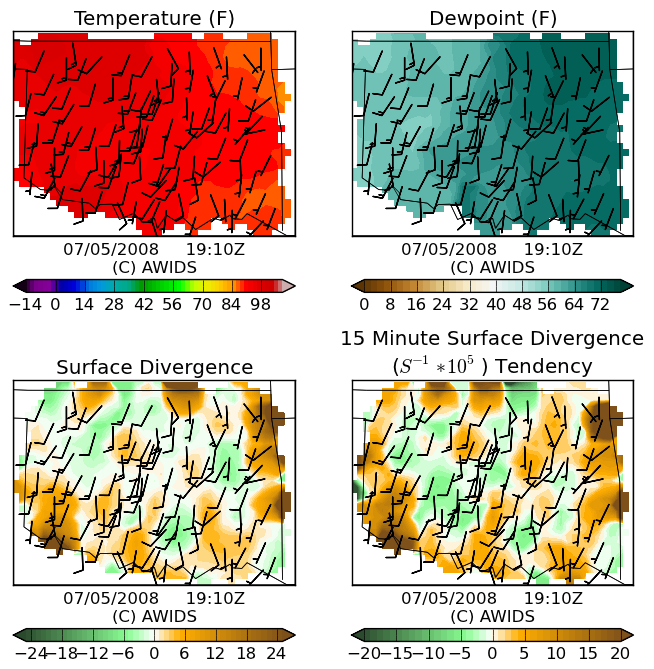 Temperature (F)
Dewpoint (F)
07/05/2008 19:10Z
(C) AWIDS
−14 0 14 28 42 56 70 84 98
07/05/2008 19:10Z
(C) AWIDS
0 8 16 24 32 40 48 56 64 72
Surface Divergence
15 Minute Surface Divergence
(S⁻¹ ∗10⁵ ) Tendency
07/05/2008 19:10Z
(C) AWIDS
−24 −18 −12 −6 0 6 12 18 24
07/05/2008 19:10Z
(C) AWIDS
−20 −15 −10 −5 0 5 10 15 20